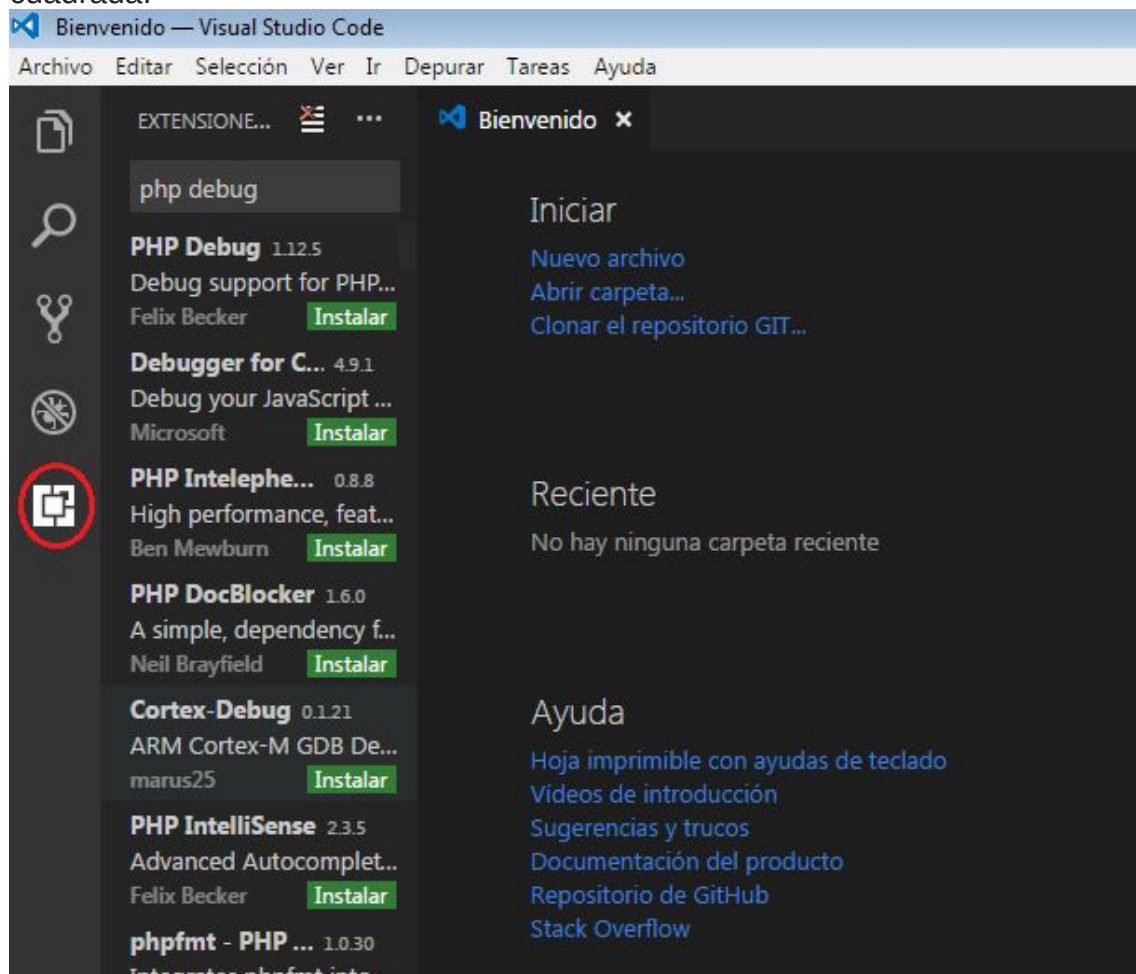 cuadrada.
Bienvenido — Visual Studio Code
Archivo Editar Selección Ver Ir Depurar Tareas Ayuda
EXTENSIONE... ···
php debug
PHP Debug 1.12.5
Debug support for PHP...
Felix Becker Instalar
Debugger for C... 4.9.1
Debug your JavaScript ...
Microsoft Instalar
PHP Intelephe... 0.8.8
High performance, feat...
Ben Mewburn Instalar
PHP DocBlocker 1.6.0
A simple, dependency f...
Neil Brayfield Instalar
Cortex-Debug 0.1.21
ARM Cortex-M GDB De...
marus25 Instalar
PHP IntelliSense 2.3.5
Advanced Autocomplet...
Felix Becker Instalar
phpfmt - PHP ... 1.0.30
Integrates phpfmt into
Bienvenido ×
Iniciar
Nuevo archivo
Abrir carpeta...
Clonar el repositorio GIT...
Reciente
No hay ninguna carpeta reciente
Ayuda
Hoja imprimible con ayudas de teclado
Vídeos de introducción
Sugerencias y trucos
Documentación del producto
Repositorio de GitHub
Stack Overflow